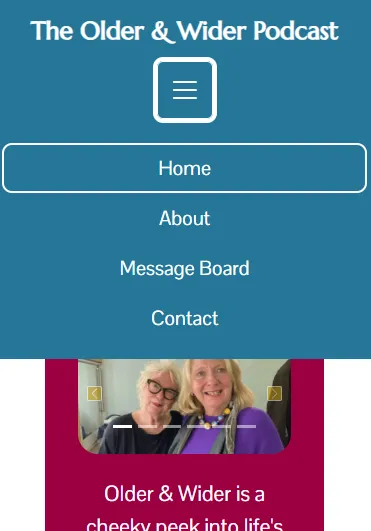 The Older & Wider Podcast
Home
About
Message Board
Contact
Older & Wider is a
cheeky peek into life's